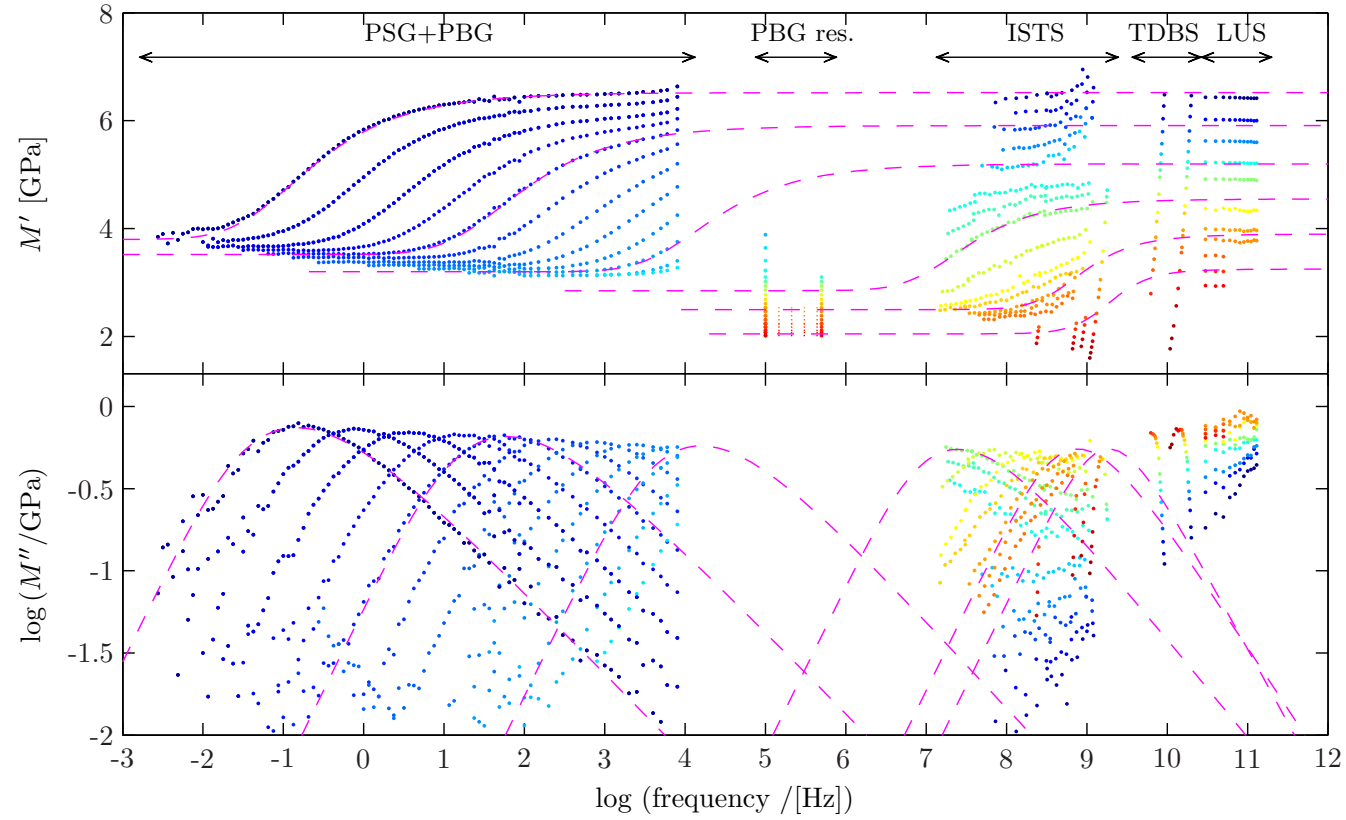 PSG+PBG PBG res. ISTS TDBS LUS
8
6
4
2
M′ [GPa]
0
-0.5
-1
-1.5
-2
log (M″/GPa)
-3 -2 -1 0 1 2 3 4 5 6 7 8 9 10 11 12
log (frequency /[Hz])